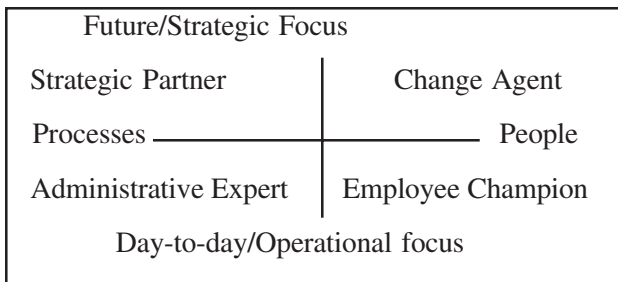 Future/Strategic Focus
Strategic Partner Change Agent
Processes People
Administrative Expert Employee Champion
Day-to-day/Operational focus